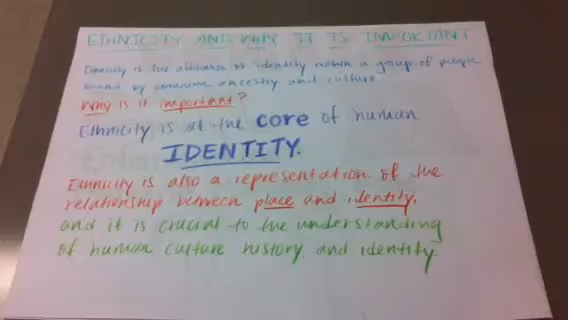 ETHNICITY AND WHY IT IS IMPORTANT
Ethnicity is the affiliation or identity within a group of people
bound by common ancestry and culture
Why is it important?
Ethnicity is at the core of human
IDENTITY.
Ethnicity is also a representation of the
relationship between place and identity,
and it is crucial to the understanding
of human culture history, and identity.